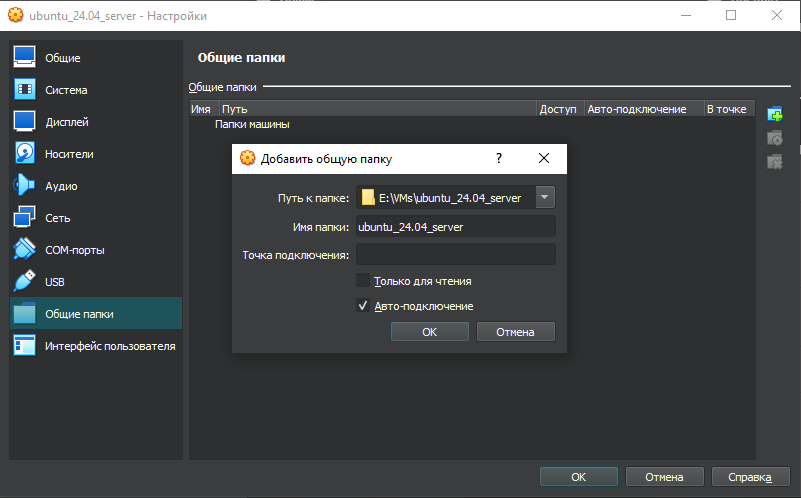 ubuntu_24.04_server - Настройки
Общие
Система
Дисплей
Носители
Аудио
Сеть
COM-порты
USB
Общие папки
Интерфейс пользователя
Общие папки
Общие папки
Имя Путь Доступ Авто-подключение В точке
Папки машины
Добавить общую папку ?
Путь к папке: E:\VMs\ubuntu_24.04_server
Имя папки: ubuntu_24.04_server
Точка подключения:
Только для чтения
Авто-подключение
OK Отмена
OK Отмена Справка